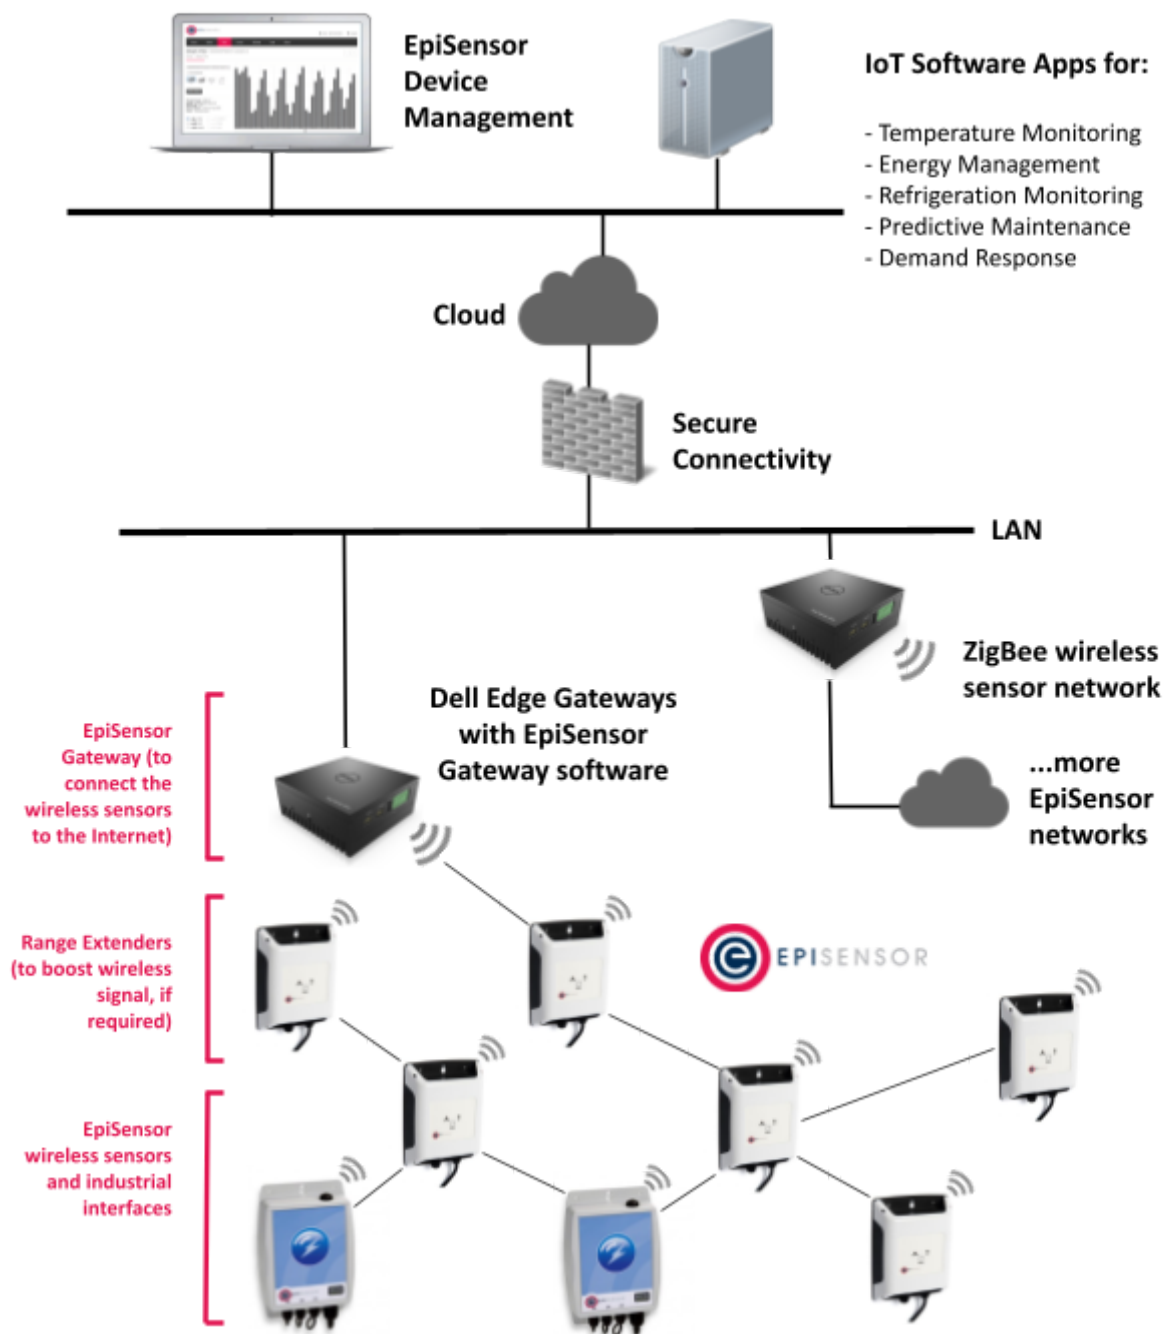 EpiSensor
Device
Management
IoT Software Apps for:
- Temperature Monitoring
- Energy Management
- Refrigeration Monitoring
- Predictive Maintenance
- Demand Response
Cloud
Secure
Connectivity
LAN
ZigBee wireless
sensor network
Dell Edge Gateways
with EpiSensor
Gateway software
EpiSensor
Gateway (to
connect the
wireless sensors
to the Internet)
...more
EpiSensor
networks
Range Extenders
(to boost wireless
signal, if
required)
EPISENSOR
EpiSensor
wireless sensors
and industrial
interfaces